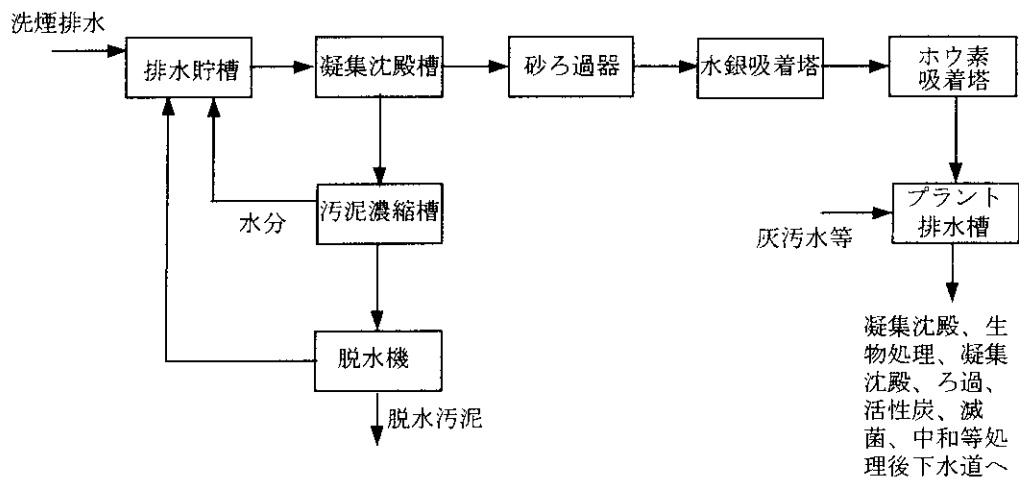 洗煙排水
排水貯槽
凝集沈殿槽
砂ろ過器
水銀吸着塔
ホウ素
吸着塔
水分
汚泥濃縮槽
灰汚水等
プラント
排水槽
脱水機
脱水汚泥
凝集沈殿、生
物処理、凝集
沈殿、ろ過、
活性炭、滅
菌、中和等処
理後下水道へ